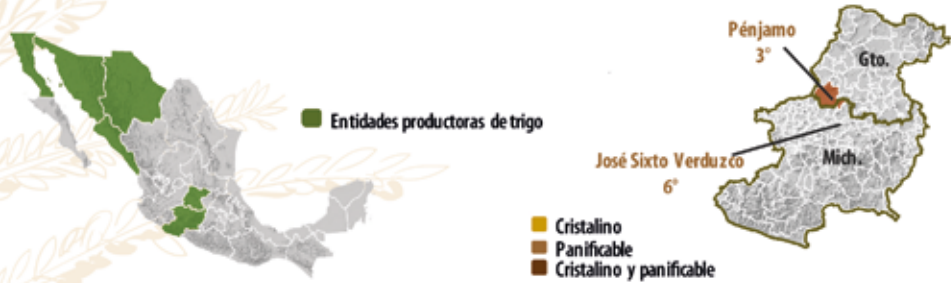 Entidades productoras de trigo
Pénjamo
3°
Gto.
José Sixto Verduzco
6°
Mich.
Cristalino
Panificable
Cristalino y panificable